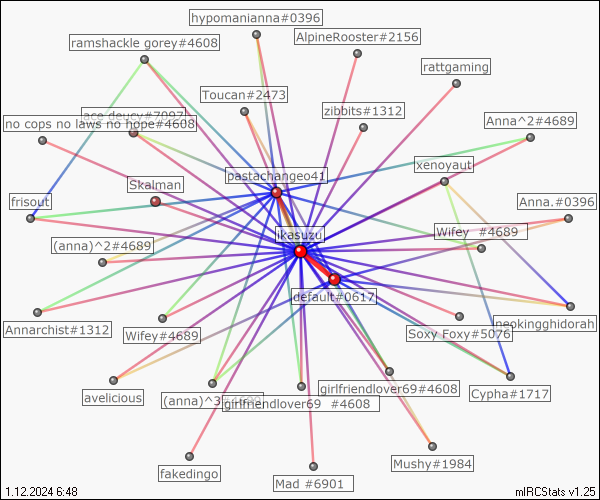 hypomanianna#0396
AlpineRooster#2156
ramshackle gorey#4608
rattgaming
Toucan#2473
zibbits#1312
ace deucy#7097
no cops no laws no hope#4608
Anna^2#4689
xenoyaut
pastachangeo41
Skalman
frisout
Anna.#0396
ikasuzu
Wifey #4689
(anna)^2#4689
default#0617
Annarchist#1312
Wifey#4689
Soxy Foxy#5076
neokingghidorah
avelicious
(anna)^3
girlfriendlover69 #4608
girlfriendlover69#4608
Cypha#1717
fakedingo
Mad #6901
Mushy#1984
1.12.2024 6:48
mIRCStats v1.25